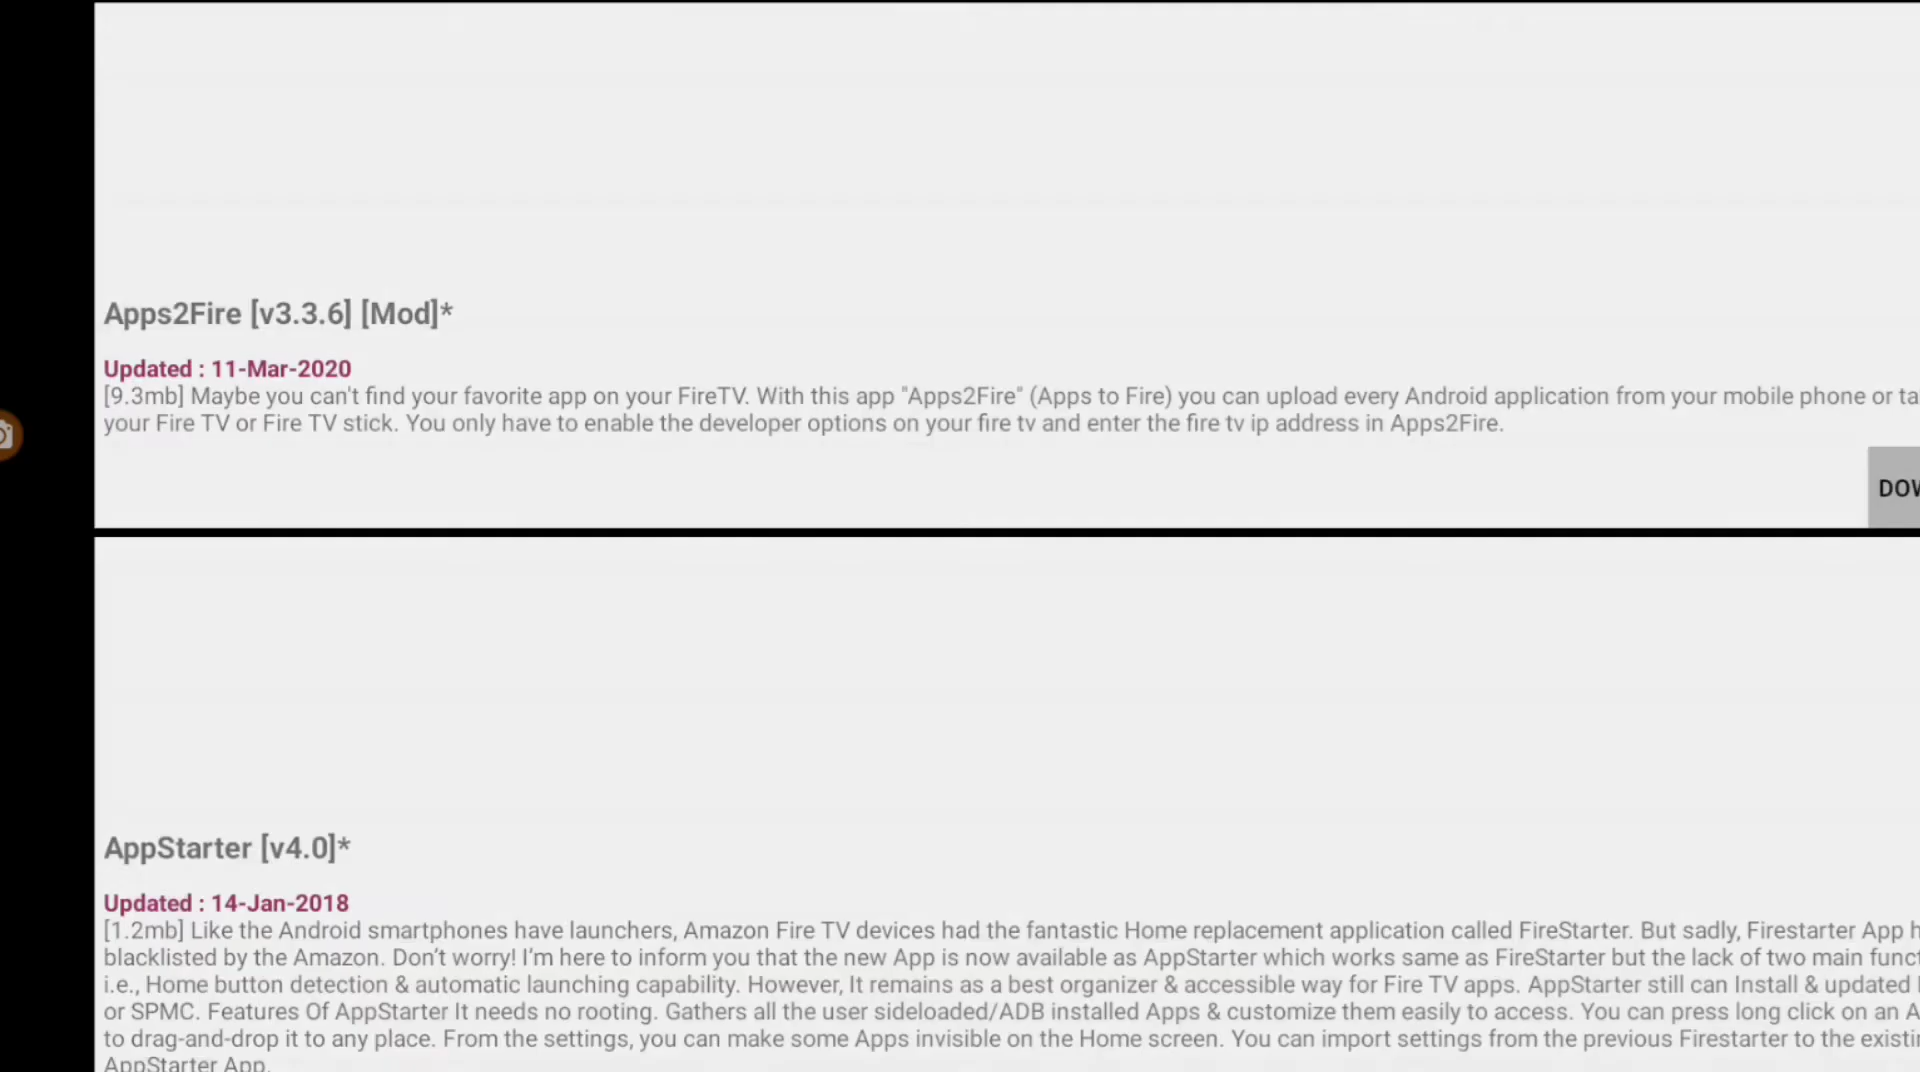 Apps2Fire [v3.3.6] [Mod]*
Updated : 11-Mar-2020
[9.3mb] Maybe you can't find your favorite app on your FireTV. With this app "Apps2Fire" (Apps to Fire) you can upload every Android application from your mobile phone or
your Fire TV or Fire TV stick. You only have to enable the developer options on your fire tv and enter the fire tv ip address in Apps2Fire.
AppStarter [v4.0]*
Updated : 14-Jan-2018
[1.2mb] Like the Android smartphones have launchers, Amazon Fire TV devices had the fantastic Home replacement application called FireStarter. But sadly, Firestarter App
blacklisted by the Amazon. Don’t worry! I’m here to inform you that the new App is now available as AppStarter which works same as FireStarter but the lack of two main
i.e., Home button detection & automatic launching capability. However, It remains as a best organizer & accessible way for Fire TV apps. AppStarter still can Install & updated
or SPMC. Features Of AppStarter It needs no rooting. Gathers all the user sideloaded/ADB installed Apps & customize them easily to access. You can press long click on an
to drag-and-drop it to any place. From the settings, you can make some Apps invisible on the Home screen. You can import settings from the previous Firestarter to the
AppStarter App.